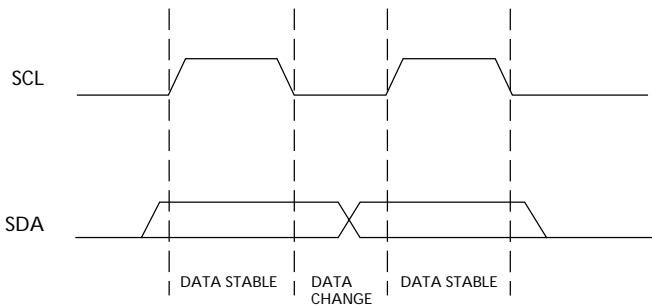 SCL
SDA
DATA STABLE
DATA
CHANGE
DATA STABLE